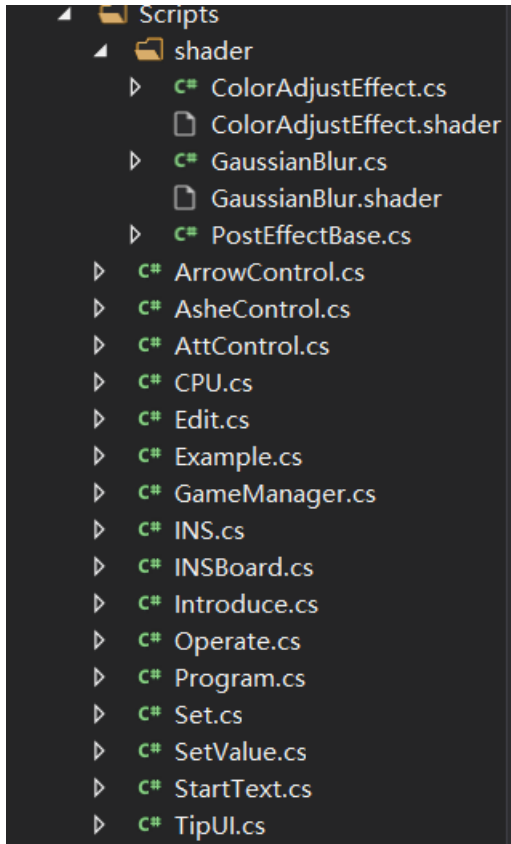 Scripts
shader
C# ColorAdjustEffect.cs
ColorAdjustEffect.shader
C# GaussianBlur.cs
GaussianBlur.shader
C# PostEffectBase.cs
C# ArrowControl.cs
C# AsheControl.cs
C# AttControl.cs
C# CPU.cs
C# Edit.cs
C# Example.cs
C# GameManager.cs
C# INS.cs
C# INSBoard.cs
C# Introduce.cs
C# Operate.cs
C# Program.cs
C# Set.cs
C# SetValue.cs
C# StartText.cs
C# TipUI.cs